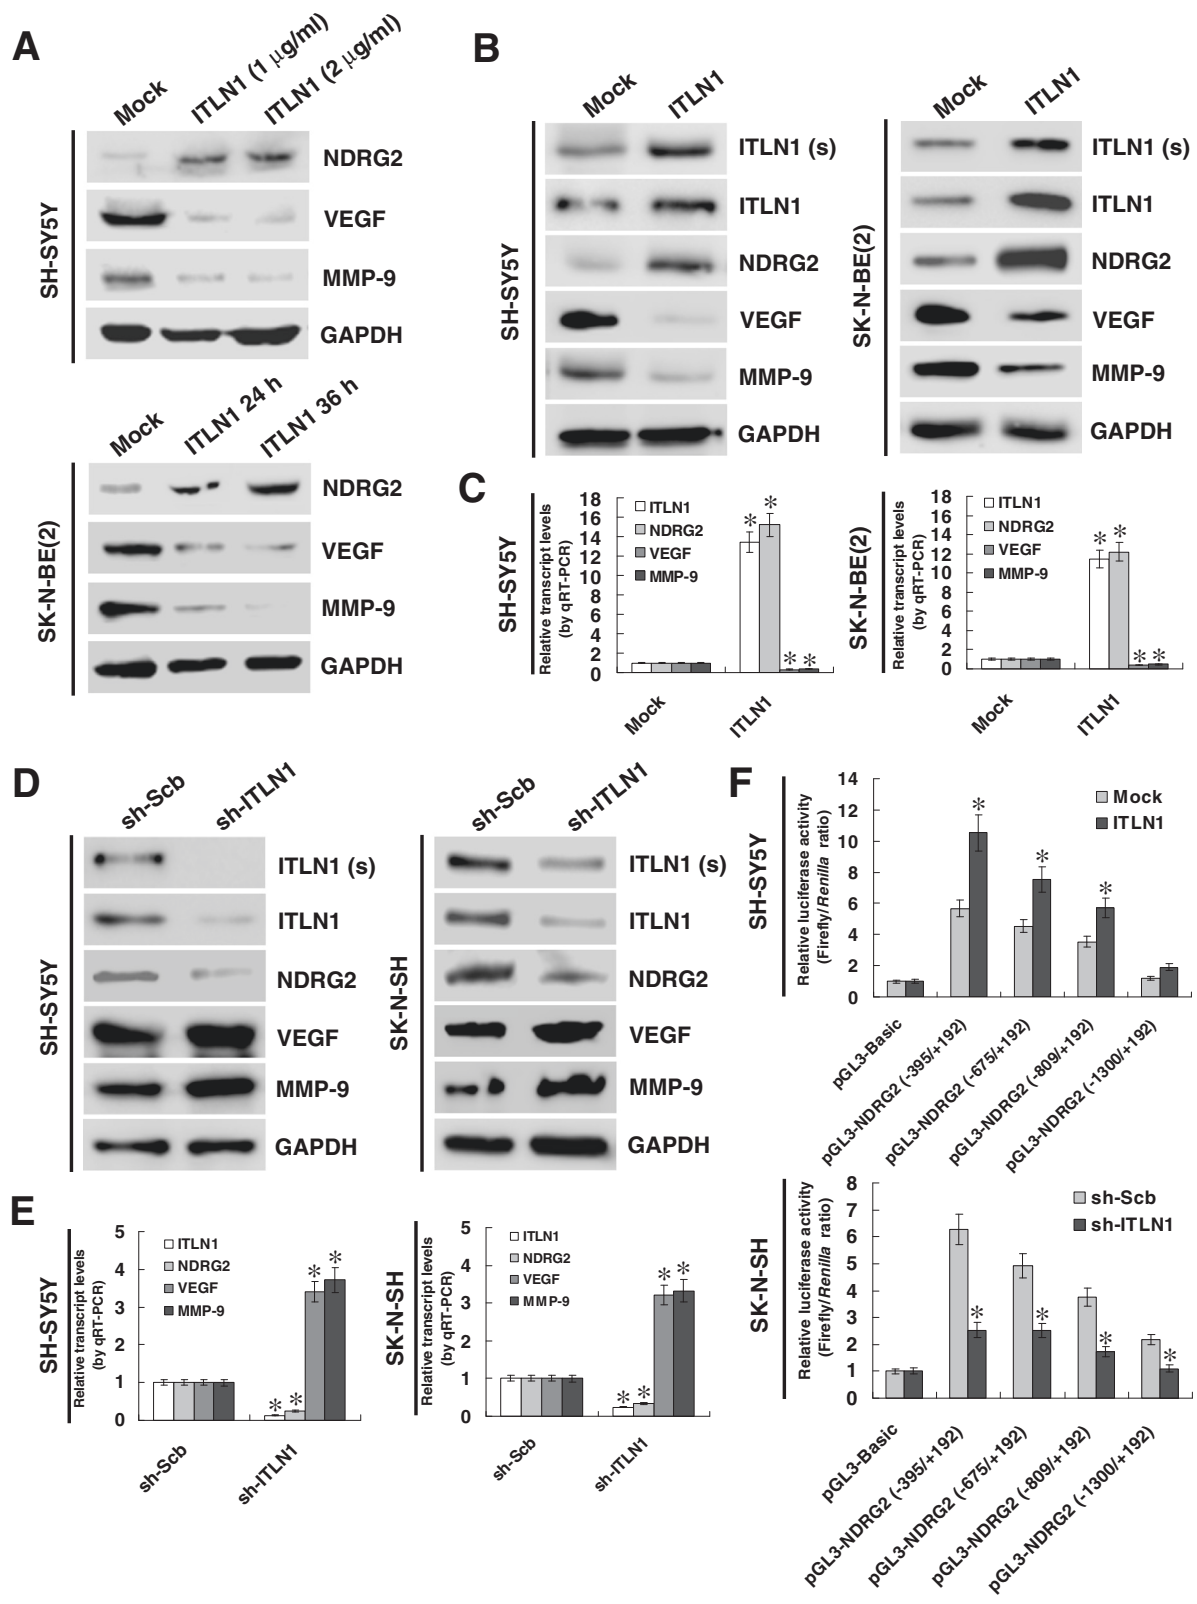 A
Mock
ITLN1 (1 μg/ml)
ITLN1 (2 μg/ml)
SH-SY5Y
NDRG2
VEGF
MMP-9
GAPDH
Mock
ITLN1 24 h
ITLN1 36 h
SK-N-BE(2)
NDRG2
VEGF
MMP-9
GAPDH
B
Mock
ITLN1
SH-SY5Y
ITLN1 (s)
ITLN1
NDRG2
VEGF
MMP-9
GAPDH
Mock
ITLN1
SK-N-BE(2)
ITLN1 (s)
ITLN1
NDRG2
VEGF
MMP-9
GAPDH
C
SH-SY5Y
Relative transcript levels
(by qRT-PCR)
18
16
14
12
10
8
6
4
2
0
ITLN1
NDRG2
VEGF
MMP-9
* *
* *
Mock
ITLN1
SK-N-BE(2)
Relative transcript levels
(by qRT-PCR)
18
16
14
12
10
8
6
4
2
0
ITLN1
NDRG2
VEGF
MMP-9
* *
* *
Mock
ITLN1
D
sh-Scb
sh-ITLN1
SH-SY5Y
ITLN1 (s)
ITLN1
NDRG2
VEGF
MMP-9
GAPDH
sh-Scb
sh-ITLN1
SK-N-SH
ITLN1 (s)
ITLN1
NDRG2
VEGF
MMP-9
GAPDH
E
SH-SY5Y
Relative transcript levels
(by qRT-PCR)
5
4
3
2
1
0
ITLN1
NDRG2
VEGF
MMP-9
* *
* *
sh-Scb
sh-ITLN1
SK-N-SH
Relative transcript levels
(by qRT-PCR)
5
4
3
2
1
0
ITLN1
NDRG2
VEGF
MMP-9
* *
* *
sh-Scb
sh-ITLN1
F
SH-SY5Y
Relative luciferase activity
(Firefly/Renilla ratio)
14
12
10
8
6
4
2
0
Mock
ITLN1
*
*
*
pGL3-Basic
pGL3-NDRG2 (-395/+192)
pGL3-NDRG2 (-675/+192)
pGL3-NDRG2 (-809/+192)
pGL3-NDRG2 (-1300/+192)
SK-N-SH
Relative luciferase activity
(Firefly/Renilla ratio)
8
7
6
5
4
3
2
1
0
sh-Scb
sh-ITLN1
*
*
*
*
pGL3-Basic
pGL3-NDRG2 (-395/+192)
pGL3-NDRG2 (-675/+192)
pGL3-NDRG2 (-809/+192)
pGL3-NDRG2 (-1300/+192)